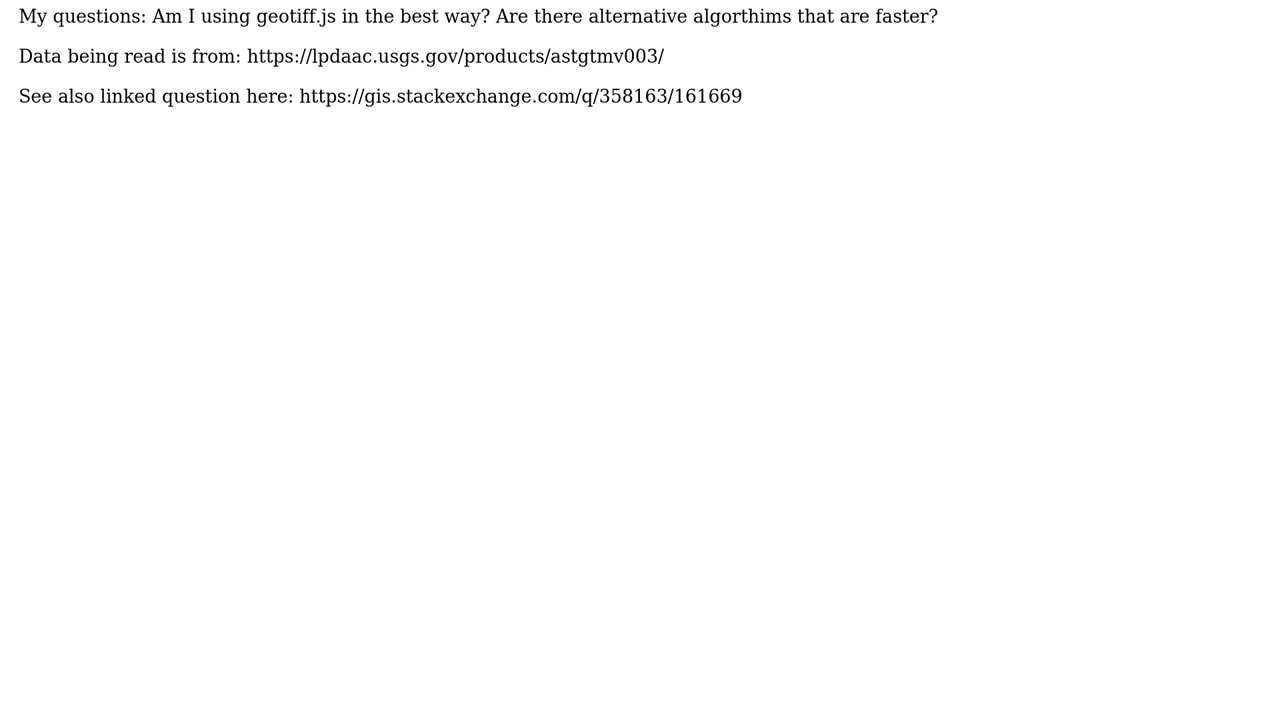 My questions: Am I using geotiff.js in the best way? Are there alternative algorthims that are faster?
Data being read is from: https://lpdaac.usgs.gov/products/astgtmv003/
See also linked question here: https://gis.stackexchange.com/q/358163/161669